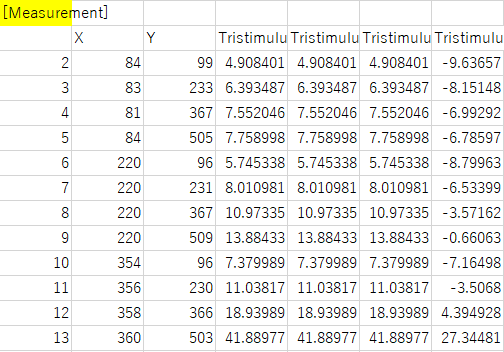 [Measurement]
X Y Tristimulu Tristimulu Tristimulu Tristimulu
2 84 99 4.908401 4.908401 4.908401 -9.63657
3 83 233 6.393487 6.393487 6.393487 -8.15148
4 81 367 7.552046 7.552046 7.552046 -6.99292
5 84 505 7.758998 7.758998 7.758998 -6.78597
6 220 96 5.745338 5.745338 5.745338 -8.79963
7 220 231 8.010981 8.010981 8.010981 -6.53399
8 220 367 10.97335 10.97335 10.97335 -3.57162
9 220 509 13.88433 13.88433 13.88433 -0.66063
10 354 96 7.379989 7.379989 7.379989 -7.16498
11 356 230 11.03817 11.03817 11.03817 -3.5068
12 358 366 18.93989 18.93989 18.93989 4.394928
13 360 503 41.88977 41.88977 41.88977 27.34481